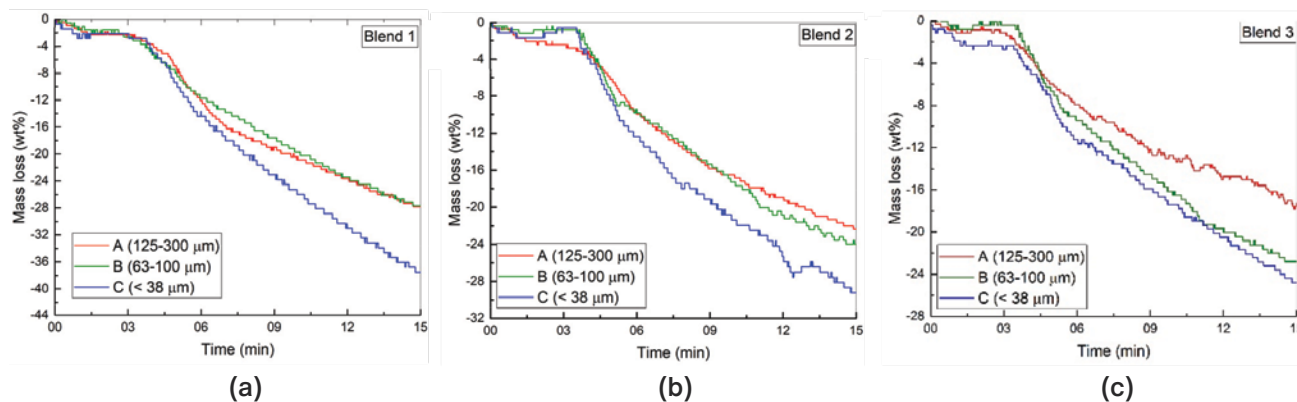 Blend 1
0
-4
-8
-12
-16
-20
-24
-28
-32
-36
-40
-44
Mass loss (wt%)
A (125-300 μm)
B (63-100 μm)
C (< 38 μm)
00 03 06 09 12 15
Time (min)
(a)
Blend 2
0
-4
-8
-12
-16
-20
-24
-28
-32
Mass loss (wt%)
A (125-300 μm)
B (63-100 μm)
C (< 38 μm)
00 03 06 09 12 15
Time (min)
(b)
Blend 3
0
-4
-8
-12
-16
-20
-24
-28
Mass loss (wt%)
A (125-300 μm)
B (63-100 μm)
C (< 38 μm)
00 03 06 09 12 15
Time (min)
(c)